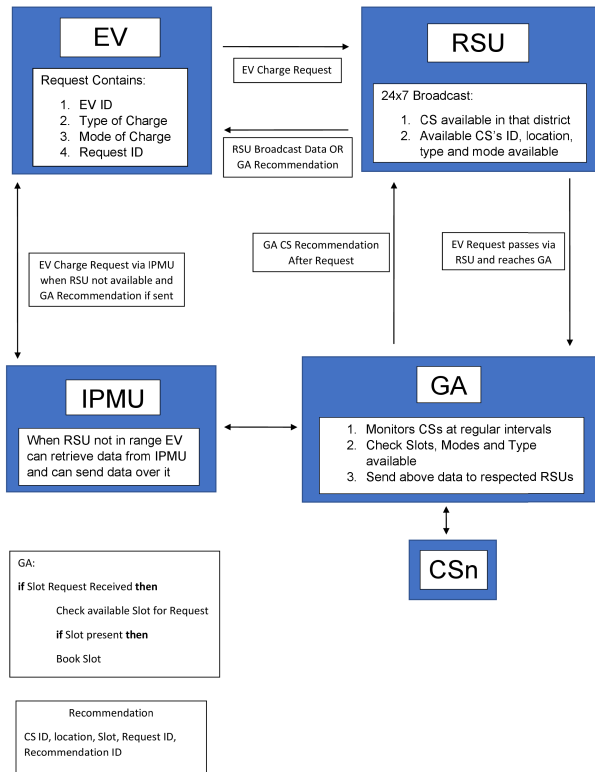 EV
Request Contains:
1. EV ID
2. Type of Charge
3. Mode of Charge
4. Request ID
EV Charge Request
RSU Broadcast Data OR
GA Recommendation
RSU
24x7 Broadcast:
1. CS available in that district
2. Available CS's ID, location,
type and mode available
EV Charge Request via IPMU
when RSU not available and
GA Recommendation if sent
GA CS Recommendation
After Request
EV Request passes via
RSU and reaches GA
IPMU
When RSU not in range EV
can retrieve data from IPMU
and can send data over it
GA
1. Monitors CSs at regular intervals
2. Check Slots, Modes and Type
available
3. Send above data to respected RSUs
CSn
GA:
if Slot Request Received then
Check available Slot for Request
if Slot present then
Book Slot
Recommendation
CS ID, location, Slot, Request ID,
Recommendation ID